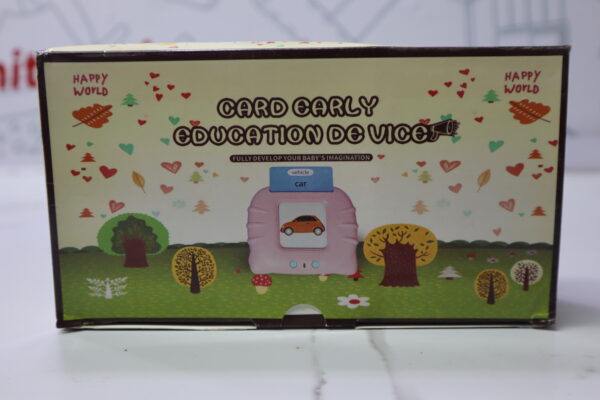 HAPPY
WORLD
HAPPY
WORLD
CARD EARLY
EDUCATION DE VICE
FULLY DEVELOP YOUR BABY'S IMAGINATION
vehicle
car